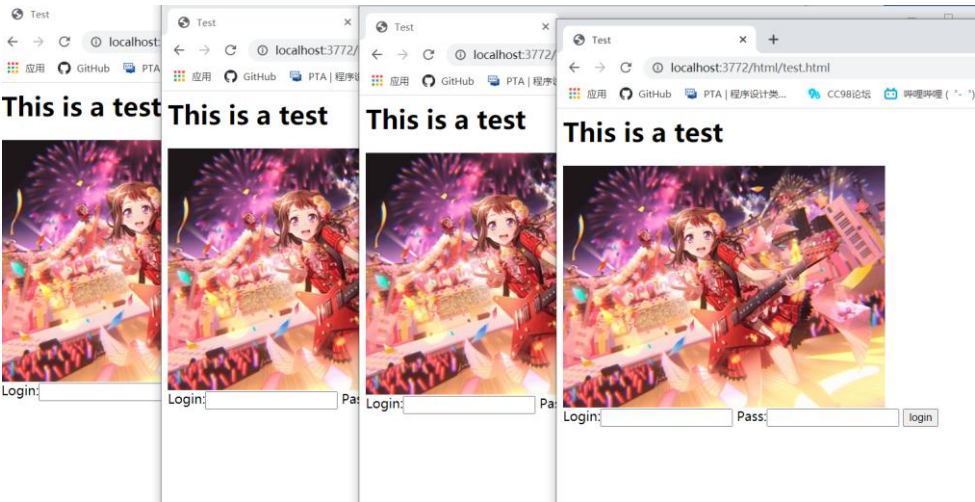 Test
localhost:
应用 GitHub PTA
This is a test
Login:
Test
localhost:3772/
应用 GitHub PTA | 程序设
This is a test
Login: Pas
Test
localhost:3772/
应用 GitHub PTA | 程序设
This is a test
Login: Pa
Test
localhost:3772/html/test.html
应用 GitHub PTA | 程序设计类... CC98论坛 哔哩哔哩 ( ゜- ゜)
This is a test
Login: Pass: login